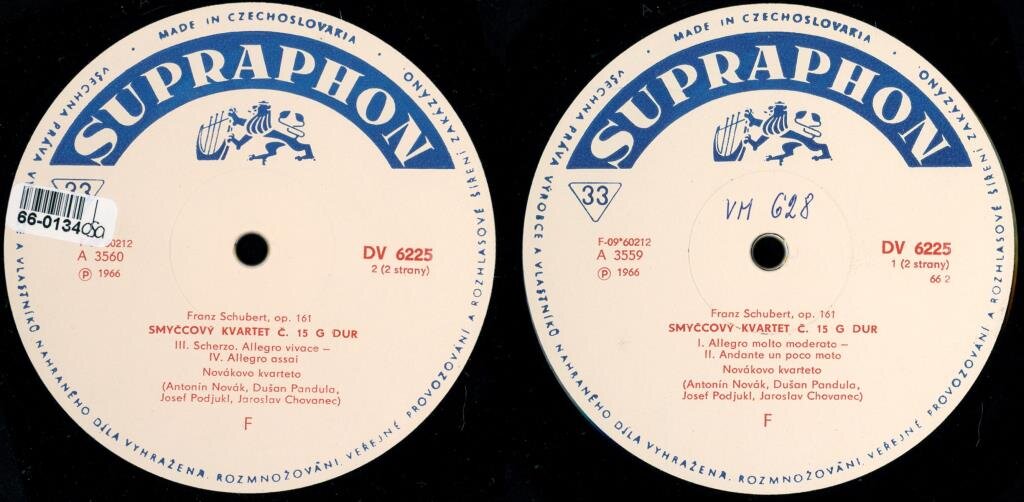 MADE IN CZECHOSLOVAKIA
SUPRAPHON
33
66-0134
60212
A 3560
℗ 1966
DV 6225
2 (2 strany)
Franz Schubert, op. 161
SMYČCOVÝ KVARTET Č. 15 G DUR
III. Scherzo. Allegro vivace –
IV. Allegro assai
Novákovo kvarteto
(Antonín Novák, Dušan Pandula,
Josef Podjukl, Jaroslav Chovanec)
F
VŠECHNA PRÁVA A VLASTNÍKŮ NAHRANÉHO DÍLA VYHRAŽENA. ROZMNOŽOVÁNÍ, VEŘEJNÉ PROVOZOVÁNÍ A ROZHLASOVÉ ŠÍŘENÍ ZAKÁZÁNO.
MADE IN CZECHOSLOVAKIA
SUPRAPHON
33
VM 628
F-09*60212
A 3559
℗ 1966
DV 6225
1 (2 strany)
66 2
Franz Schubert, op. 161
SMYČCOVÝ KVARTET Č. 15 G DUR
I. Allegro molto moderato –
II. Andante un poco moto
Novákovo kvarteto
(Antonín Novák, Dušan Pandula,
Josef Podjukl, Jaroslav Chovanec)
F
VŠECHNA PRÁVA VÝROBCE A VLASTNÍKŮ NAHRANÉHO DÍLA VYHRAŽENA. ROZMNOŽOVÁNÍ, VEŘEJNÉ PROVOZOVÁNÍ A ROZHLASOVÉ ŠÍŘENÍ ZAKÁZÁNO.